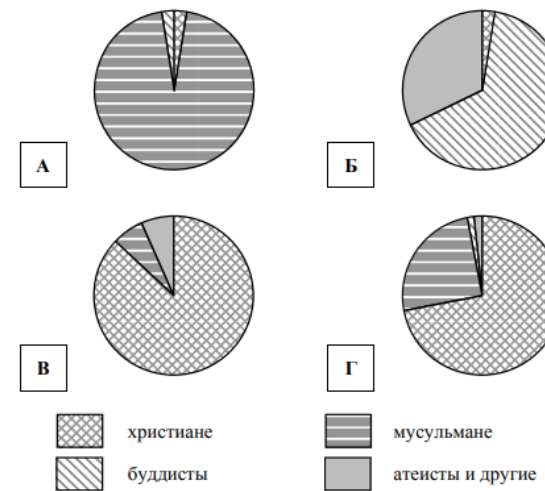 А Б
В Г
христиане мусульмане
буддисты атеисты и другие